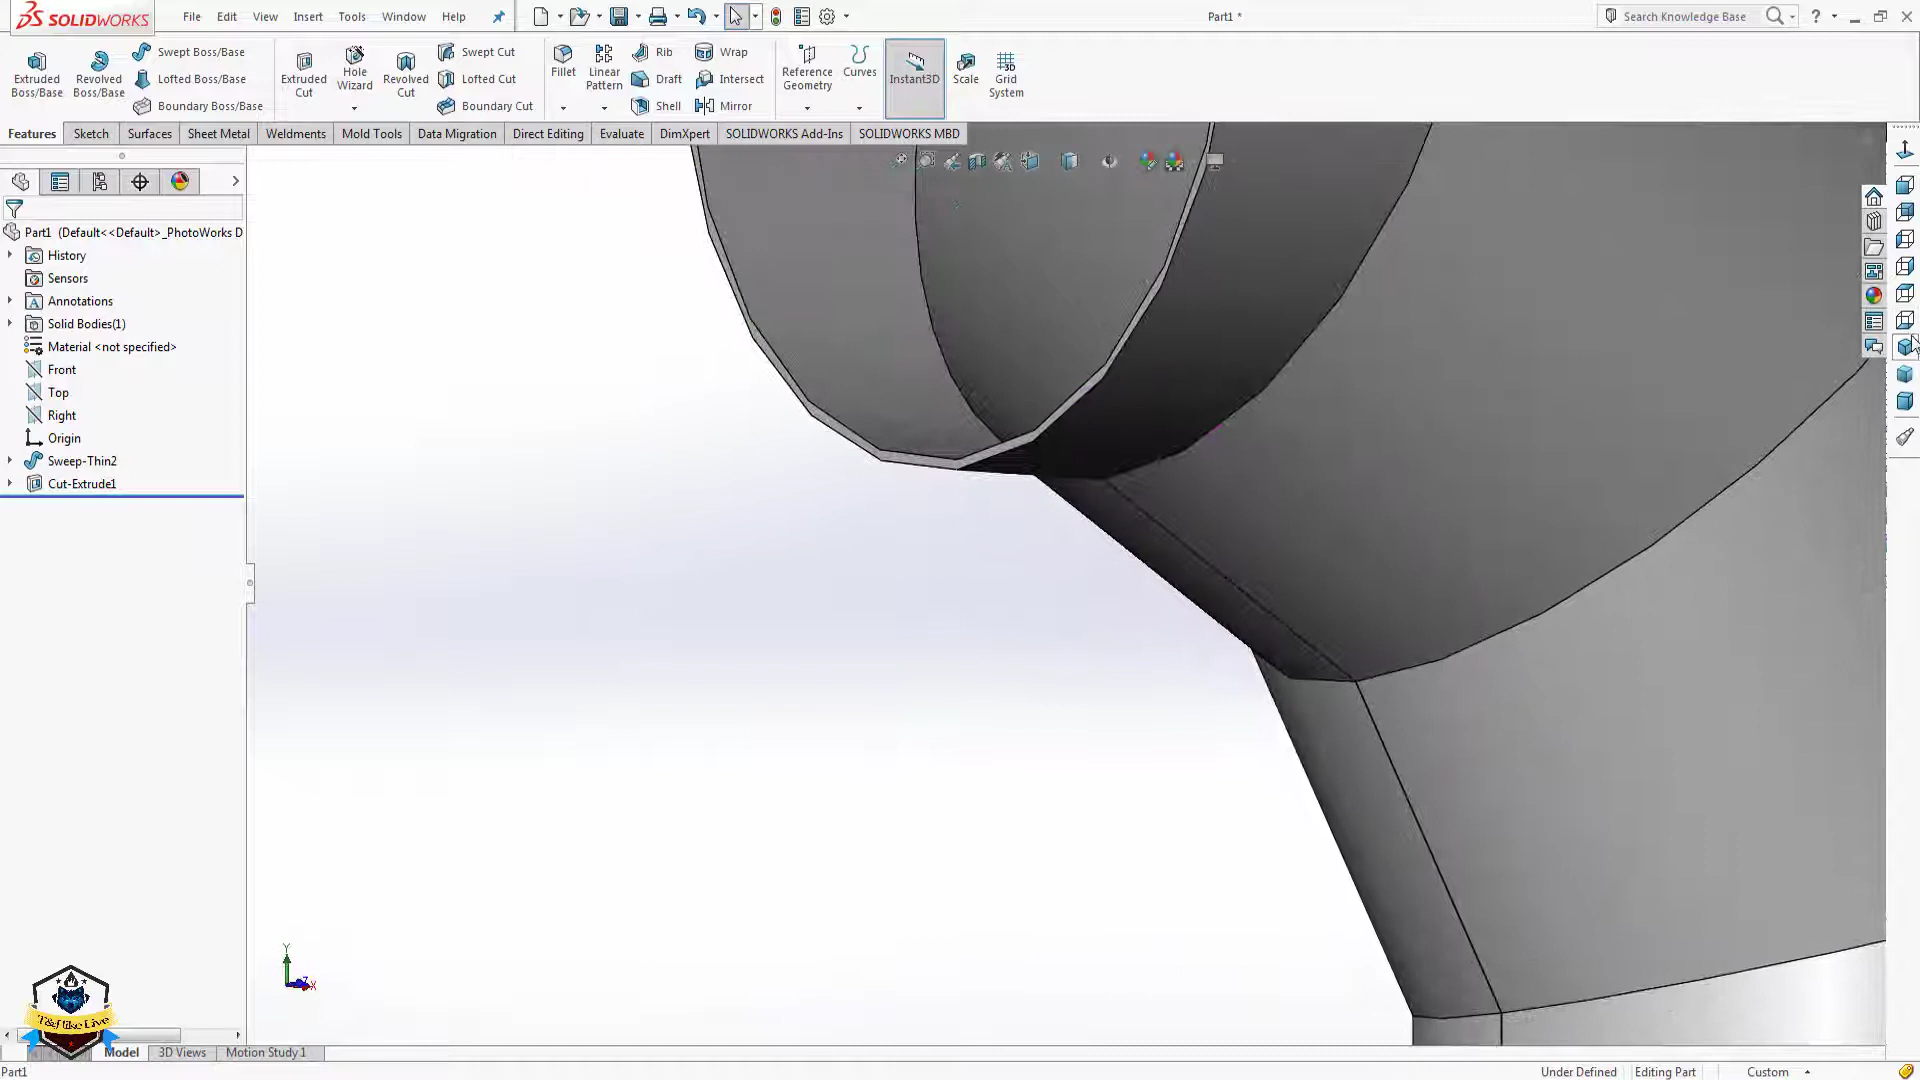 SOLIDWORKS
File Edit View Insert Tools Window Help
Part1 *
Search Knowledge Base
Extruded Boss/Base
Revolved Boss/Base
Swept Boss/Base
Lofted Boss/Base
Boundary Boss/Base
Extruded Cut
Hole Wizard
Revolved Cut
Swept Cut
Lofted Cut
Boundary Cut
Fillet
Linear Pattern
Rib
Draft
Shell
Wrap
Intersect
Mirror
Reference Geometry
Curves
Instant3D
Scale
Grid System
Features Sketch Surfaces Sheet Metal Weldments Mold Tools Data Migration Direct Editing Evaluate DimXpert SOLIDWORKS Add-Ins SOLIDWORKS MBD
Part1 (Default<<Default>_PhotoWorks D
History
Sensors
Annotations
Solid Bodies(1)
Material <not specified>
Front
Top
Right
Origin
Sweep-Thin2
Cut-Extrude1
Y
Z
X
T&f like Live
Model 3D Views Motion Study 1
Part1
Under Defined Editing Part Custom